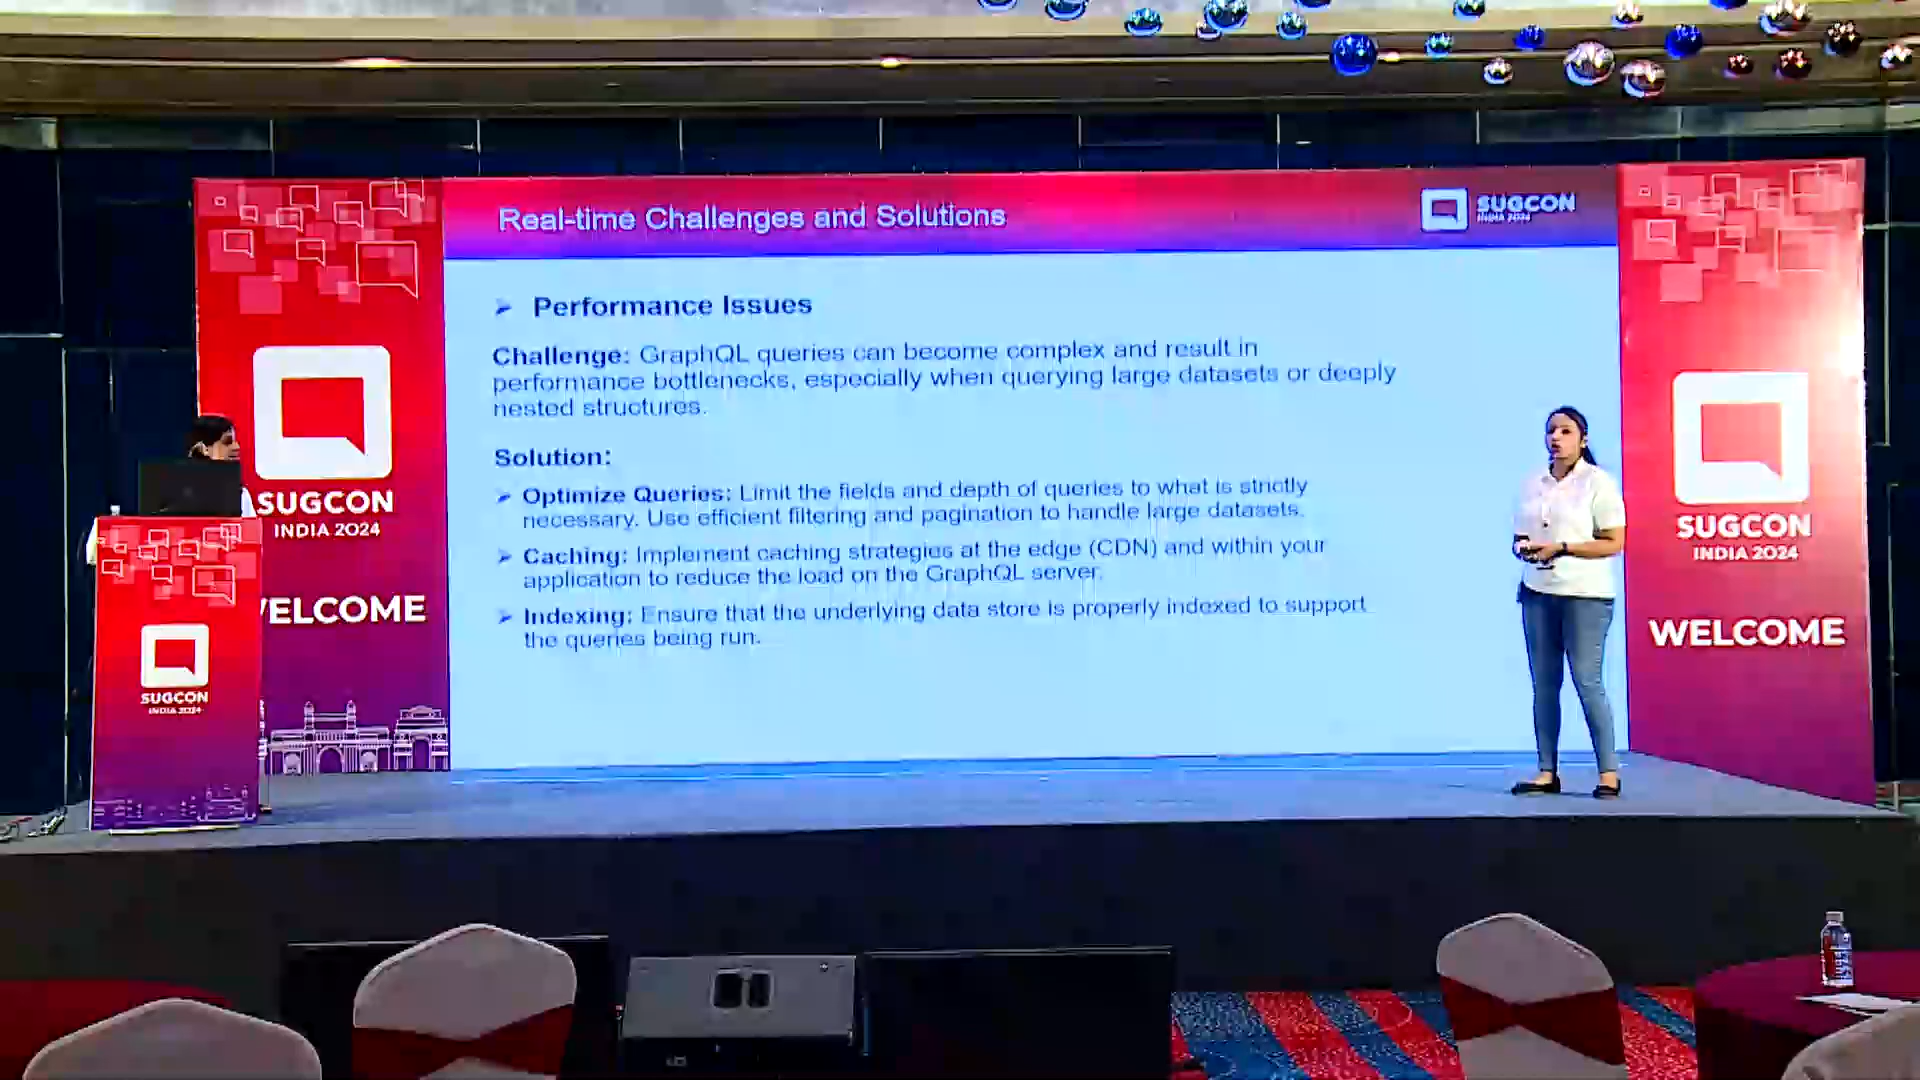 Real-time Challenges and Solutions
SUGCON
INDIA 2024
➢ Performance Issues
Challenge: GraphQL queries can become complex and result in
performance bottlenecks, especially when querying large datasets or deeply
nested structures.
Solution:
➢ Optimize Queries: Limit the fields and depth of queries to what is strictly
necessary. Use efficient filtering and pagination to handle large datasets.
➢ Caching: Implement caching strategies at the edge (CDN) and within your
application to reduce the load on the GraphQL server.
➢ Indexing: Ensure that the underlying data store is properly indexed to support
the queries being run.
SUGCON
INDIA 2024
ELCOME
SUGCON
INDIA 2024
SUGCON
INDIA 2024
WELCOME